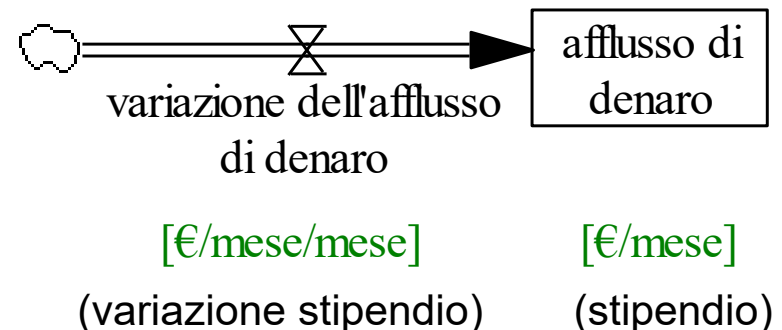 afflusso di
denaro
variazione dell'afflusso
di denaro
[€/mese/mese]
[€/mese]
(variazione stipendio)
(stipendio)